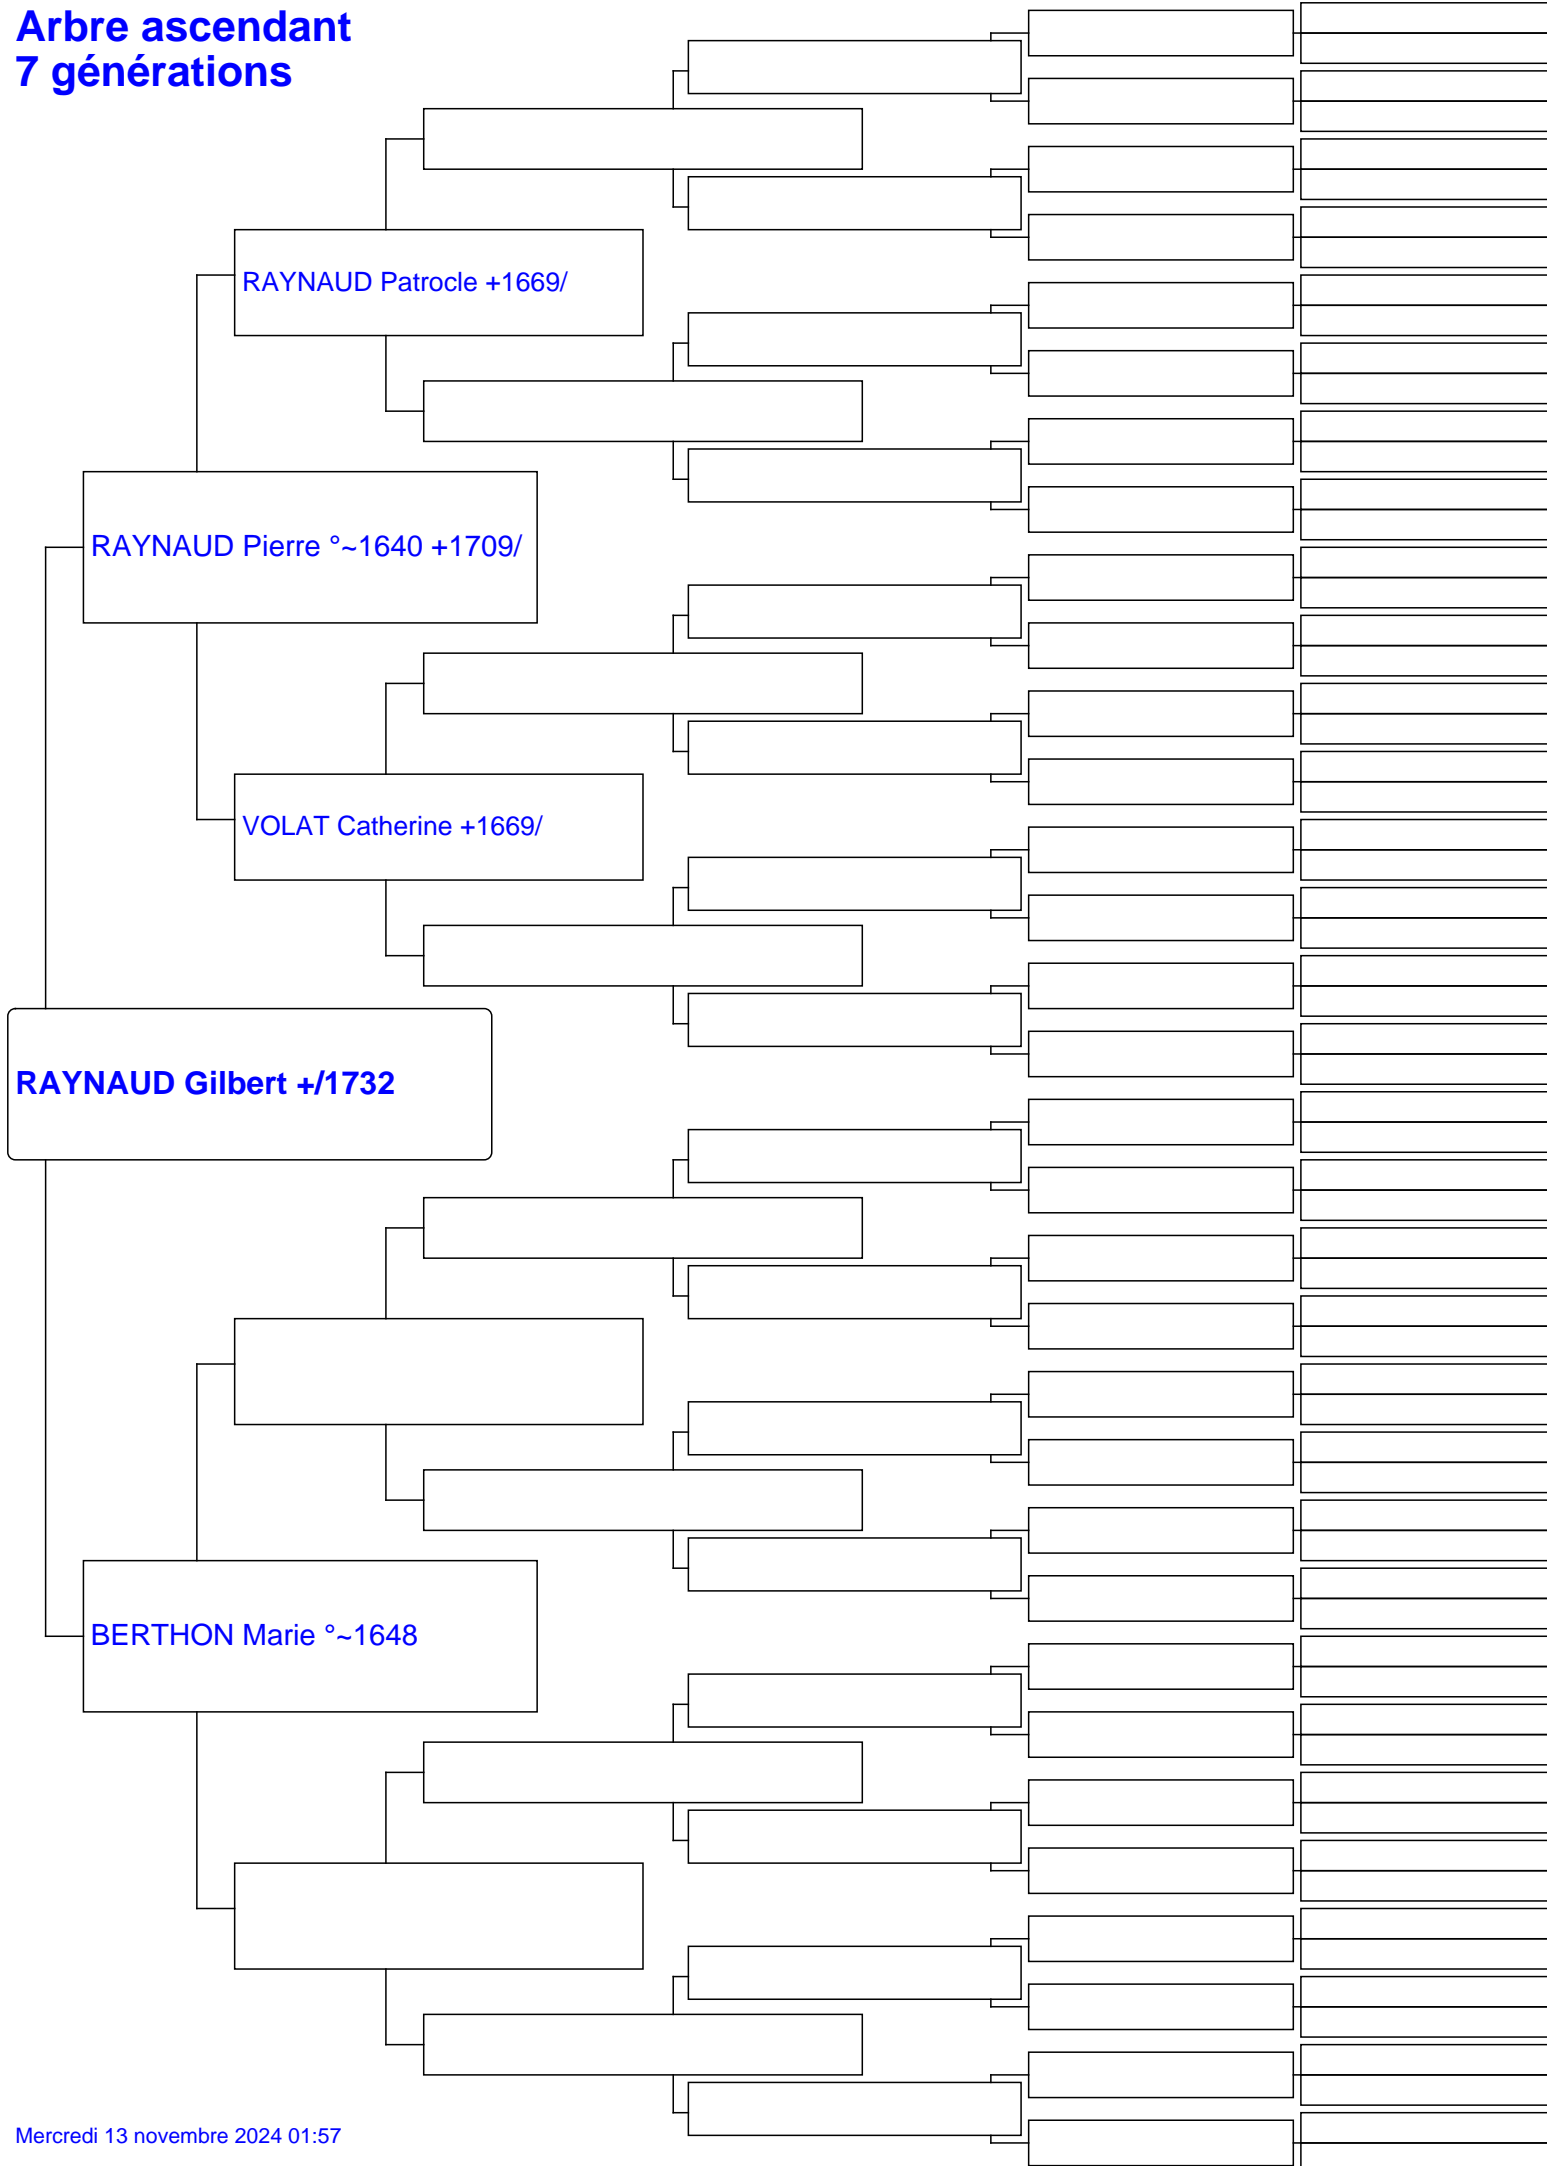 Arbre ascendant
7 générations
RAYNAUD Patrocle +1669/
RAYNAUD Pierre °~1640 +1709/
VOLAT Catherine +1669/
RAYNAUD Gilbert +/1732
BERTHON Marie °~1648
Mercredi 13 novembre 2024 01:57